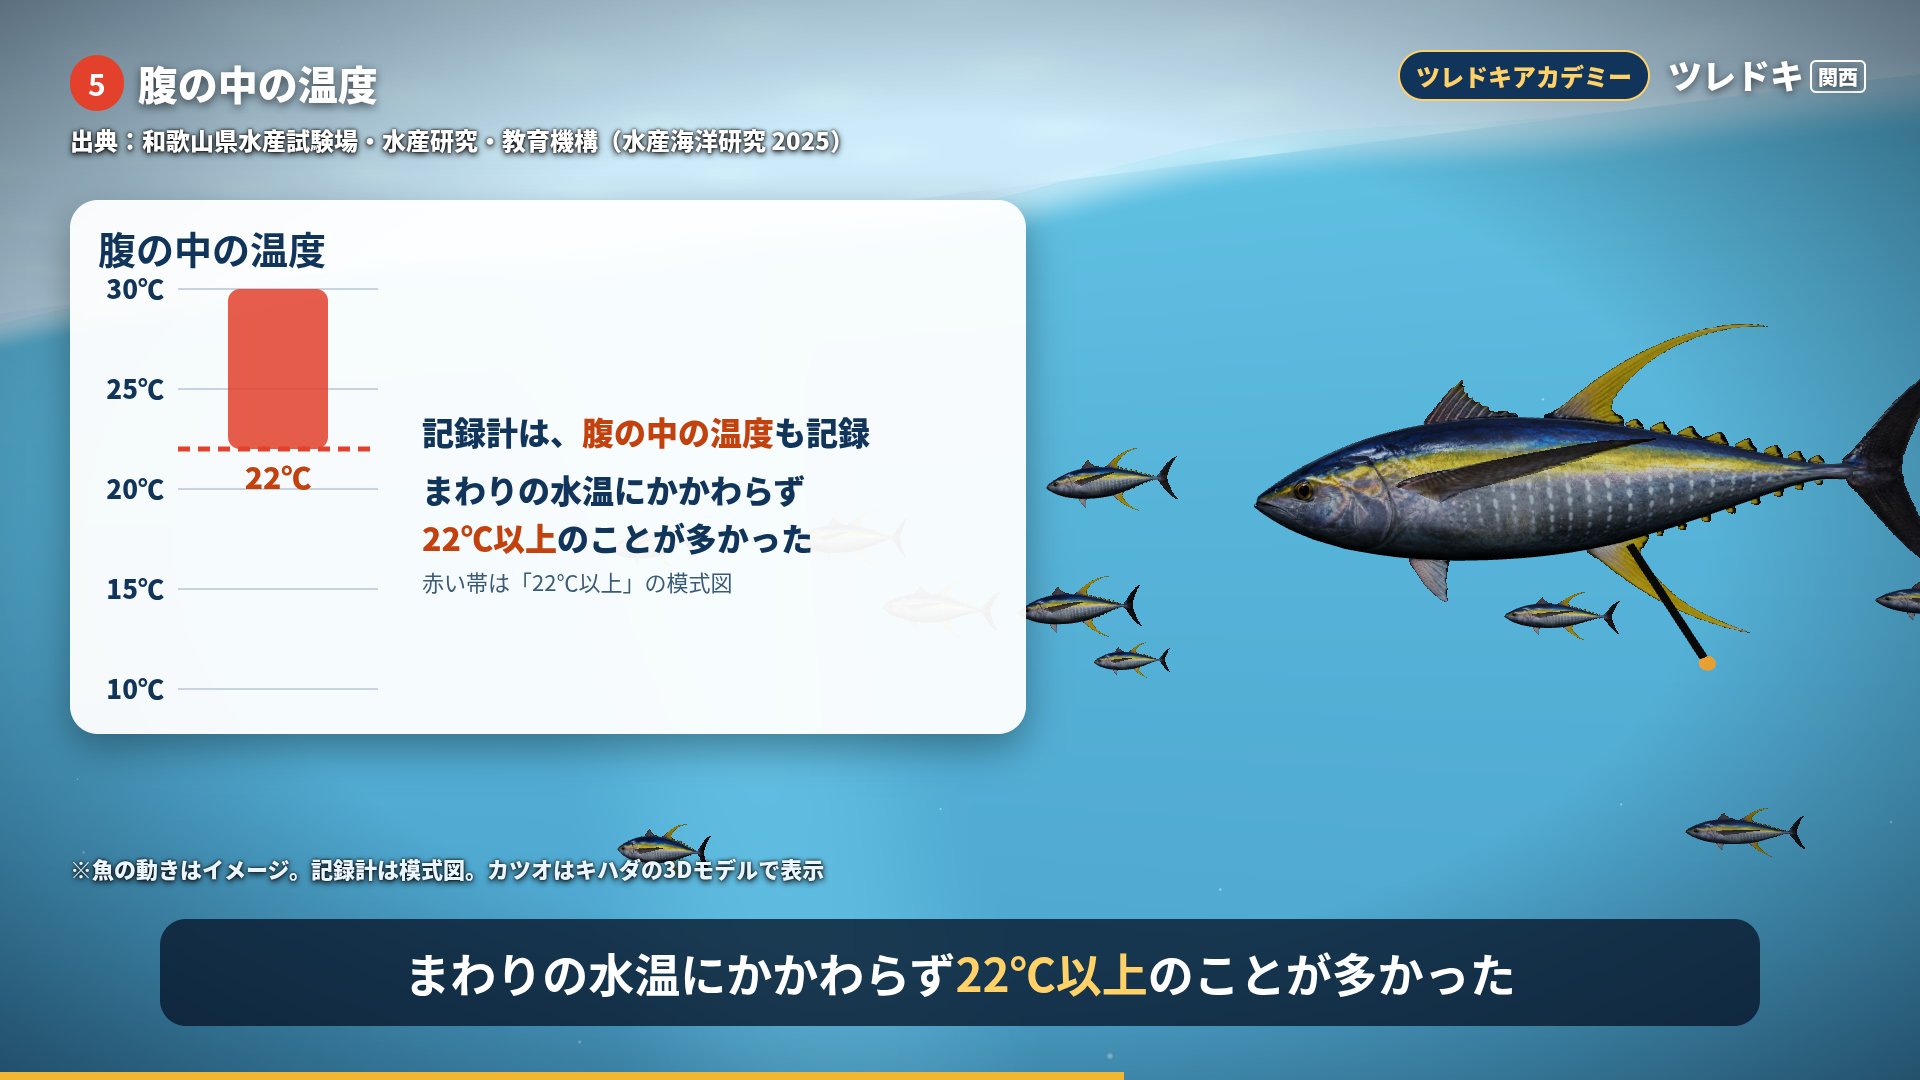 5 腹の中の温度
ツレドキアカデミー ツレドキ 関西
出典：和歌山県水産試験場・水産研究・教育機構（水産海洋研究 2025）
腹の中の温度
30℃
25℃
22℃
20℃
15℃
10℃
記録計は、腹の中の温度も記録
まわりの水温にかかわらず
22℃以上のことが多かった
赤い帯は「22℃以上」の模式図
※魚の動きはイメージ。記録計は模式図。カツオはキハダの3Dモデルで表示
まわりの水温にかかわらず22℃以上のことが多かった